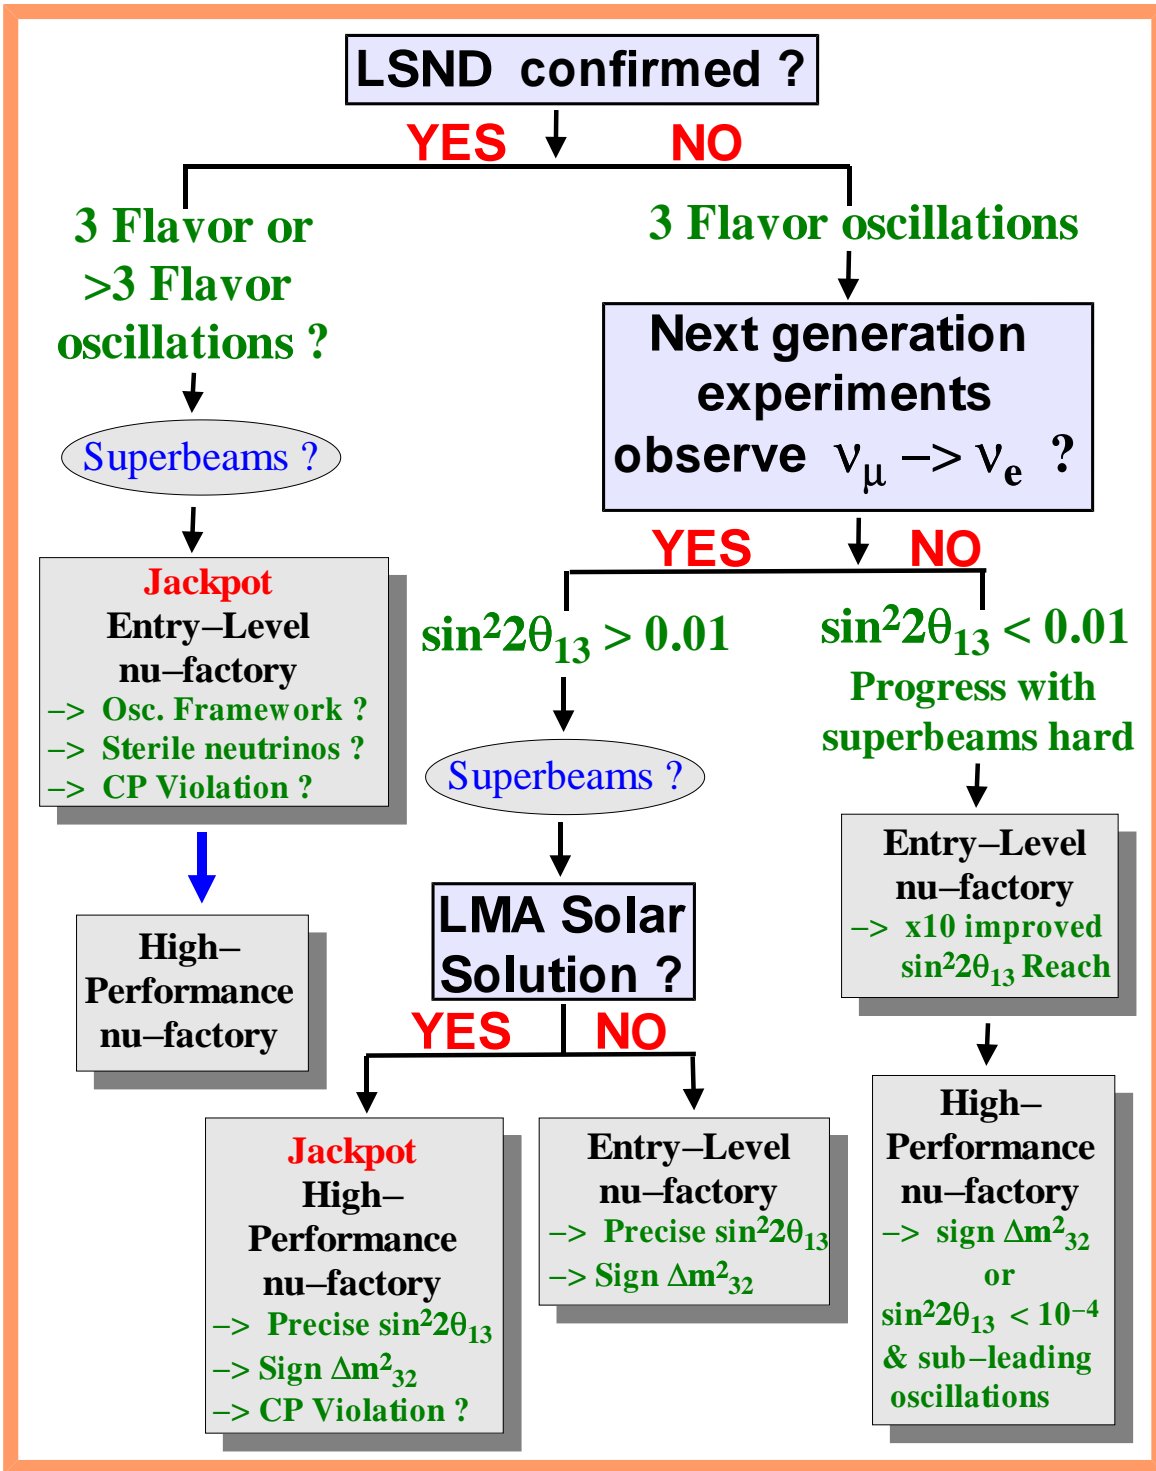 LSND confirmed ?
YES NO
3 Flavor or
>3 Flavor
oscillations ?
Superbeams ?
Jackpot
Entry–Level
nu–factory
–> Osc. Framework ?
–> Sterile neutrinos ?
–> CP Violation ?
High–
Performance
nu–factory
3 Flavor oscillations
Next generation
experiments
observe ν_μ –> ν_e ?
YES NO
sin²2θ₁₃ > 0.01
Superbeams ?
LMA Solar
Solution ?
YES NO
Jackpot
High–
Performance
nu–factory
–> Precise sin²2θ₁₃
–> Sign Δm²₃₂
–> CP Violation ?
Entry–Level
nu–factory
–> Precise sin²2θ₁₃
–> Sign Δm²₃₂
sin²2θ₁₃ < 0.01
Progress with
superbeams hard
Entry–Level
nu–factory
–> x10 improved
sin²2θ₁₃ Reach
High–
Performance
nu–factory
–> sign Δm²₃₂
or
sin²2θ₁₃ < 10⁻⁴
& sub–leading
oscillations